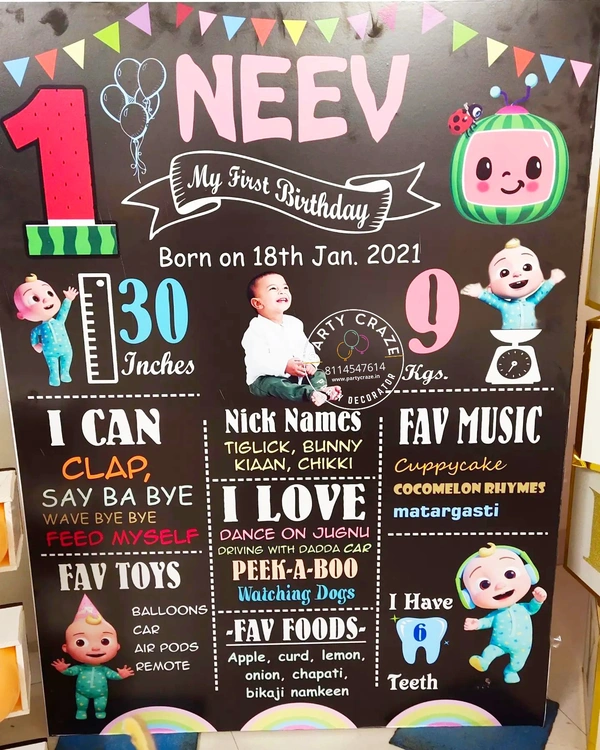 1 NEEV
My First Birthday
Born on 18th Jan. 2021
30
Inches
9
Kgs.
PARTY CRAZE
8114547614
www.partycraze.in
DECORATOR
I CAN
CLAP,
SAY BA BYE
WAVE BYE BYE
FEED MYSELF
Nick Names
TIGLICK, BUNNY
KIAAN, CHIKKI
FAV MUSIC
Cuppycake
COCOMELON RHYMES
matargasti
I LOVE
DANCE ON JUGNU
DRIVING WITH DADDA CAR
PEEK-A-BOO
Watching Dogs
FAV TOYS
BALLOONS
CAR
AIR PODS
REMOTE
-FAV FOODS-
Apple, curd, lemon,
onion, chapati,
bikaji namkeen
I Have
6
Teeth